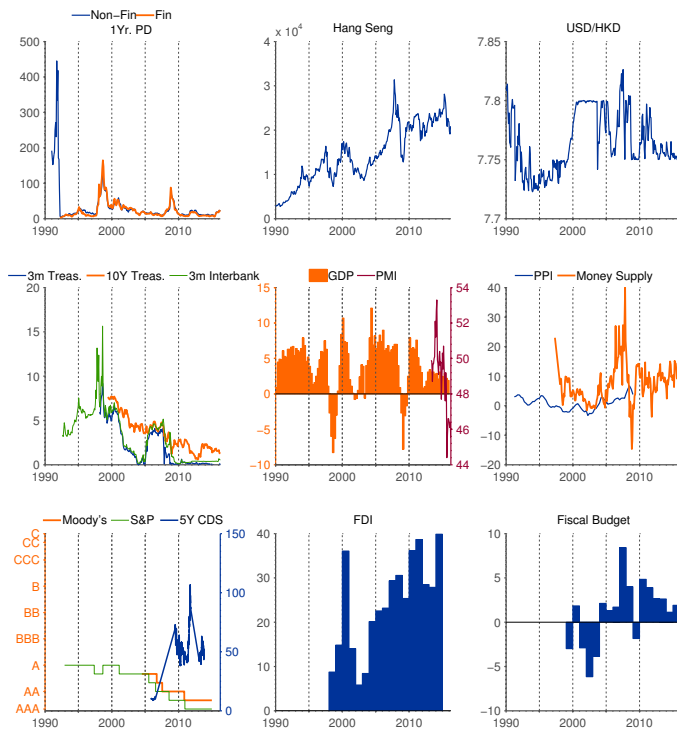 Non-Fin Fin
1Yr. PD
500
400
300
200
100
0
1990 2000 2010
x 10^4 Hang Seng
4
3
2
1
0
1990 2000 2010
USD/HKD
7.85
7.8
7.75
7.7
1990 2000 2010
3m Treas. 10Y Treas. 3m Interbank
20
15
10
5
0
1990 2000 2010
GDP PMI
15 54
10 52
5 50
0 48
−5 46
−10 44
1990 2000 2010
PPI Money Supply
40
30
20
10
0
−10
−20
1990 2000 2010
Moody's S&P 5Y CDS
C
CC
CCC
B
BB
BBB
A
AA
AAA
150
100
50
0
1990 2000 2010
FDI
40
30
20
10
0
1990 2000 2010
Fiscal Budget
10
5
0
−5
−10
1990 2000 2010